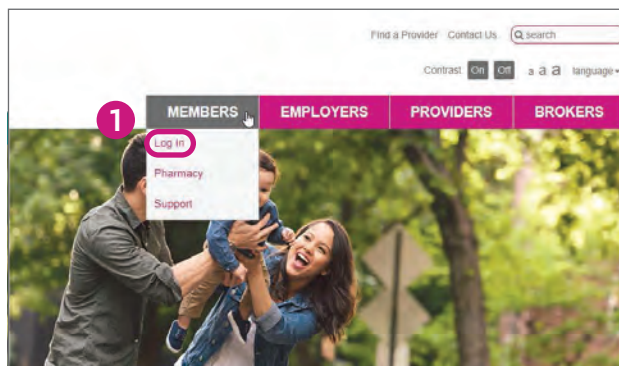 Find a Provider Contact Us search
Contrast On Off a a a language
MEMBERS EMPLOYERS PROVIDERS BROKERS
1
Log In
Pharmacy
Support